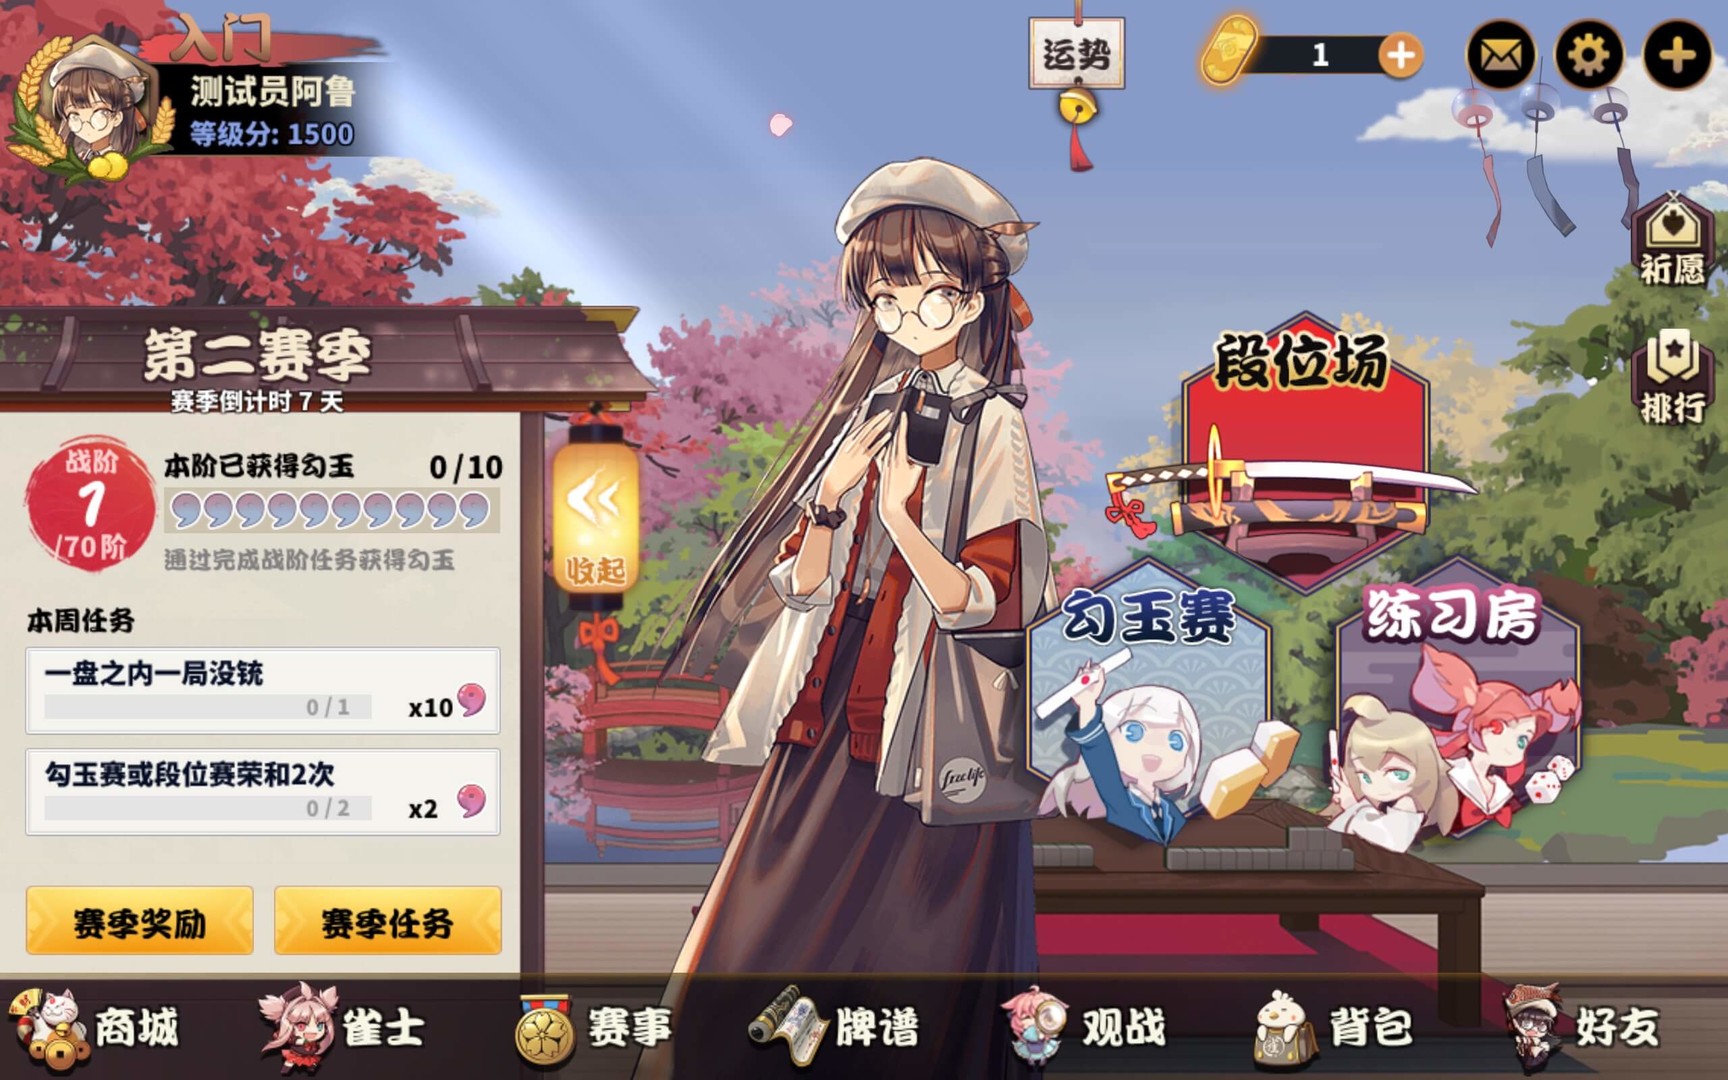 入门
测试员阿鲁
等级分: 1500
运势
1
祈愿
排行
第二赛季
赛季倒计时 7 天
战阶
1
/70阶
本阶已获得勾玉 0/10
通过完成战阶任务获得勾玉
收起
本周任务
一盘之内一局没铳
0/1 x10
勾玉赛或段位赛荣和2次
0/2 x2
赛季奖励 赛季任务
段位场
勾玉赛 练习房
free life
商城 雀士 赛事 牌谱 观战 背包 好友